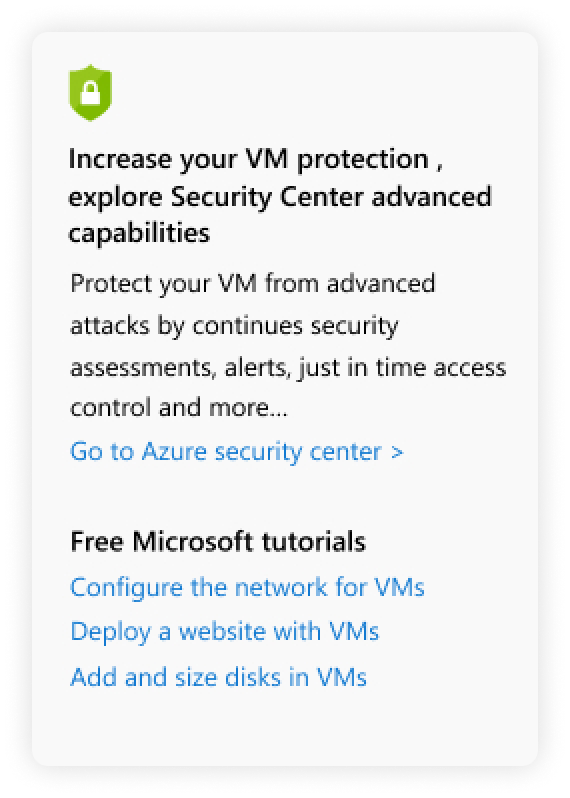 Increase your VM protection ,
explore Security Center advanced
capabilities
Protect your VM from advanced
attacks by continues security
assessments, alerts, just in time access
control and more...
Go to Azure security center >
Free Microsoft tutorials
Configure the network for VMs
Deploy a website with VMs
Add and size disks in VMs